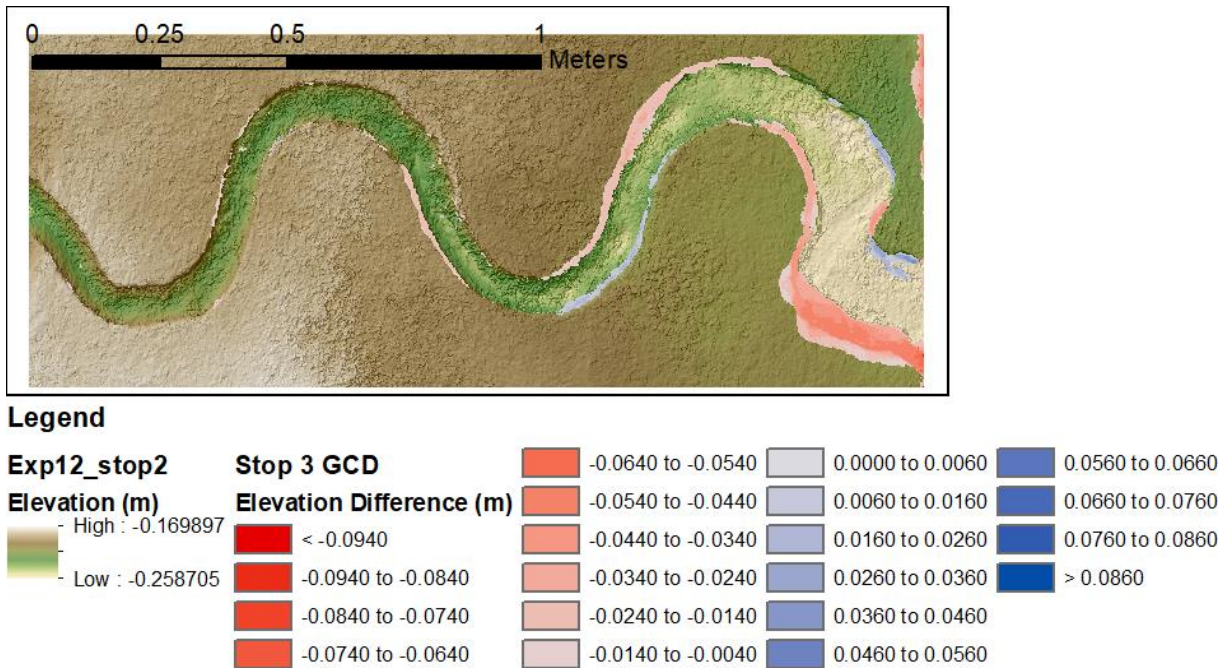 0 0.25 0.5 1
Meters
Legend
Exp12_stop2
Elevation (m)
High : -0.169897
Low : -0.258705
Stop 3 GCD
Elevation Difference (m)
< -0.0940
-0.0940 to -0.0840
-0.0840 to -0.0740
-0.0740 to -0.0640
-0.0640 to -0.0540
-0.0540 to -0.0440
-0.0440 to -0.0340
-0.0340 to -0.0240
-0.0240 to -0.0140
-0.0140 to -0.0040
0.0000 to 0.0060
0.0060 to 0.0160
0.0160 to 0.0260
0.0260 to 0.0360
0.0360 to 0.0460
0.0460 to 0.0560
0.0560 to 0.0660
0.0660 to 0.0760
0.0760 to 0.0860
> 0.0860